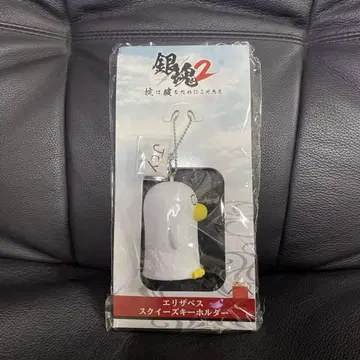 銀魂2
掟は破るためにこそある
Joy
エリザベス
スクイーズキーホルダー